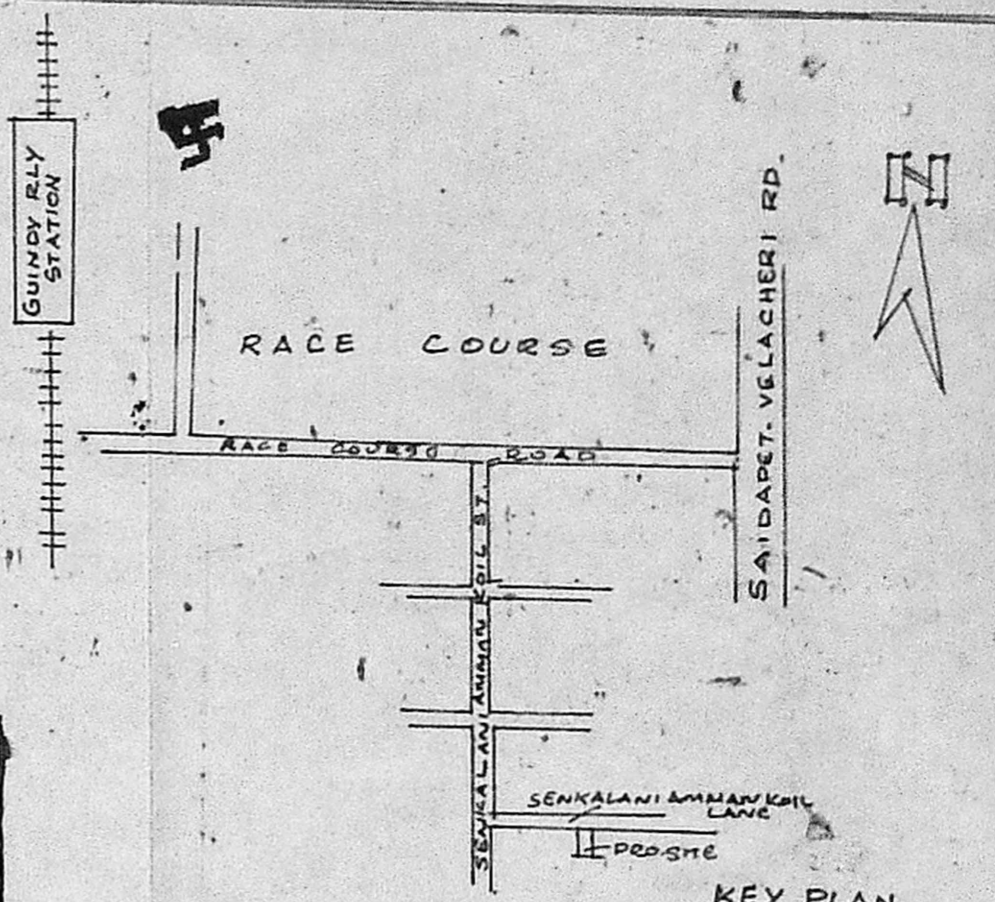 GUINDY RLY
STATION
N
RACE COURSE
SAIDAPET. VELACHERI RD.
RACE COURSE ROAD
SENKALANI AMMAN KOIL ST.
SENKALANI AMMAN KOIL
LANE
PRO.SITE
KEY PLAN